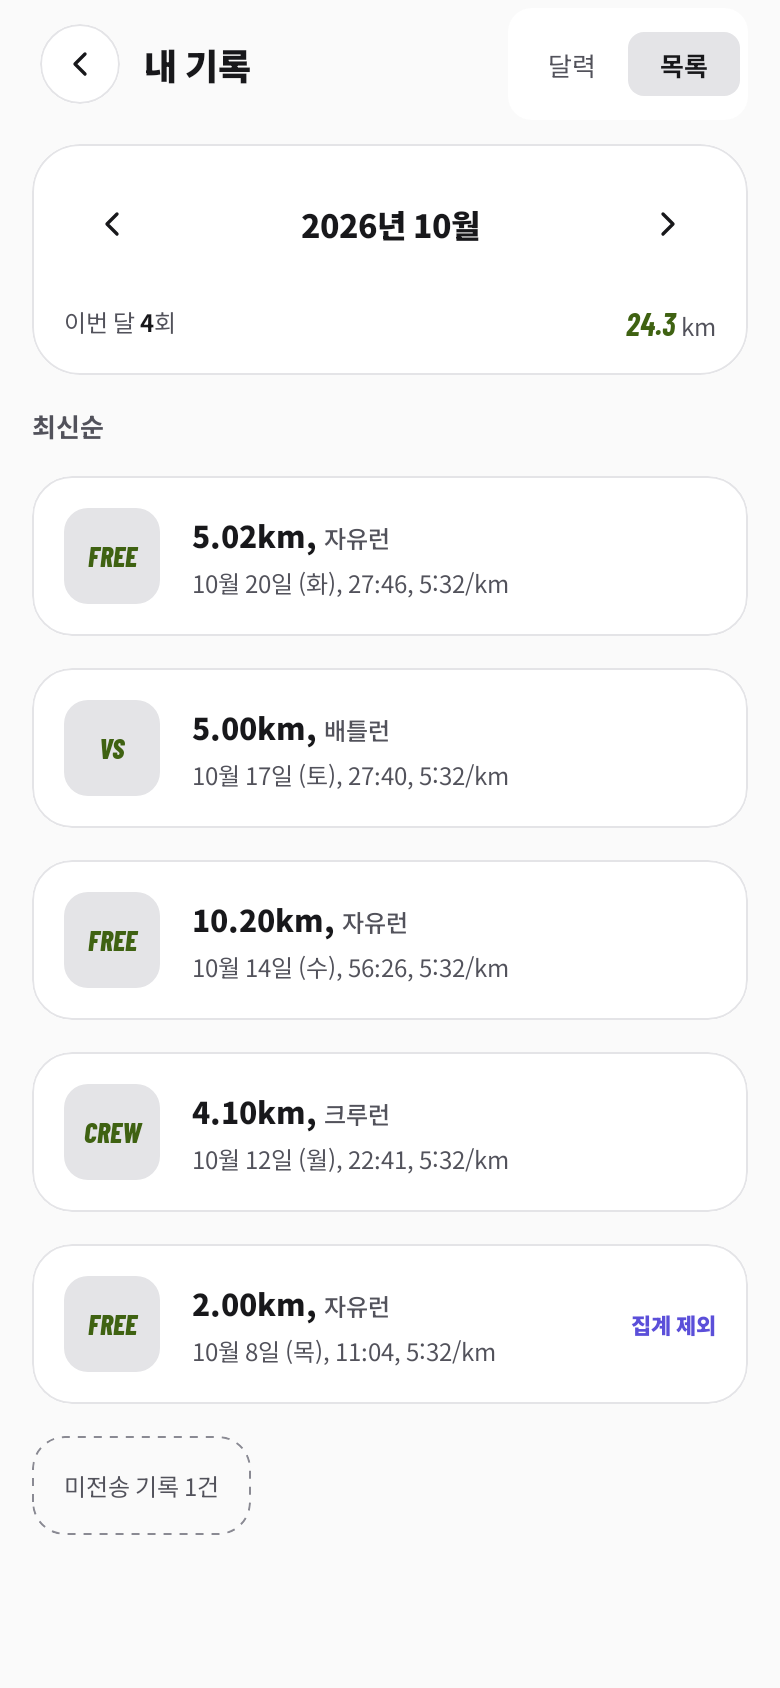 내 기록
달력
목록
2026년 10월
이번 달 4회
24.3 km
최신순
FREE
5.02km, 자유런
10월 20일 (화), 27:46, 5:32/km
VS
5.00km, 배틀런
10월 17일 (토), 27:40, 5:32/km
FREE
10.20km, 자유런
10월 14일 (수), 56:26, 5:32/km
CREW
4.10km, 크루런
10월 12일 (월), 22:41, 5:32/km
FREE
2.00km, 자유런
10월 8일 (목), 11:04, 5:32/km
집계 제외
미전송 기록 1건